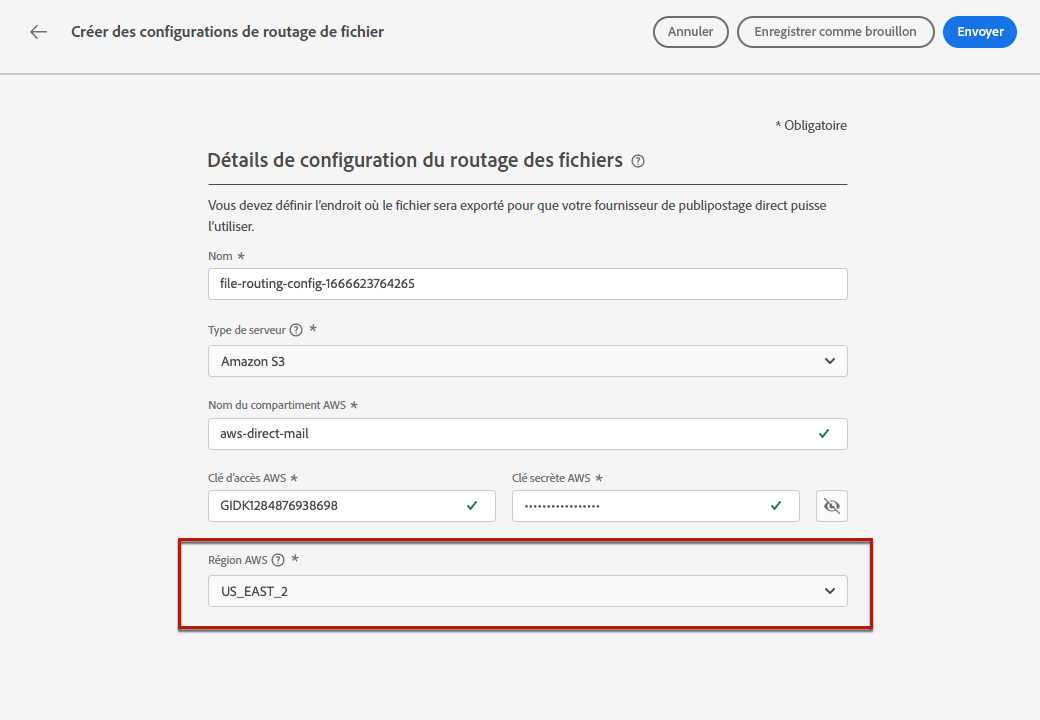 Créer des configurations de routage de fichier
Annuler
Enregistrer comme brouillon
Envoyer
* Obligatoire
Détails de configuration du routage des fichiers
Vous devez définir l'endroit où le fichier sera exporté pour que votre fournisseur de publipostage direct puisse
l'utiliser.
Nom *
file-routing-config-1666623764265
Type de serveur *
Amazon S3
Nom du compartiment AWS *
aws-direct-mail
Clé d'accès AWS *
Clé secrète AWS *
GIDK1284876938698
•••••••••••••••••
Région AWS *
US_EAST_2